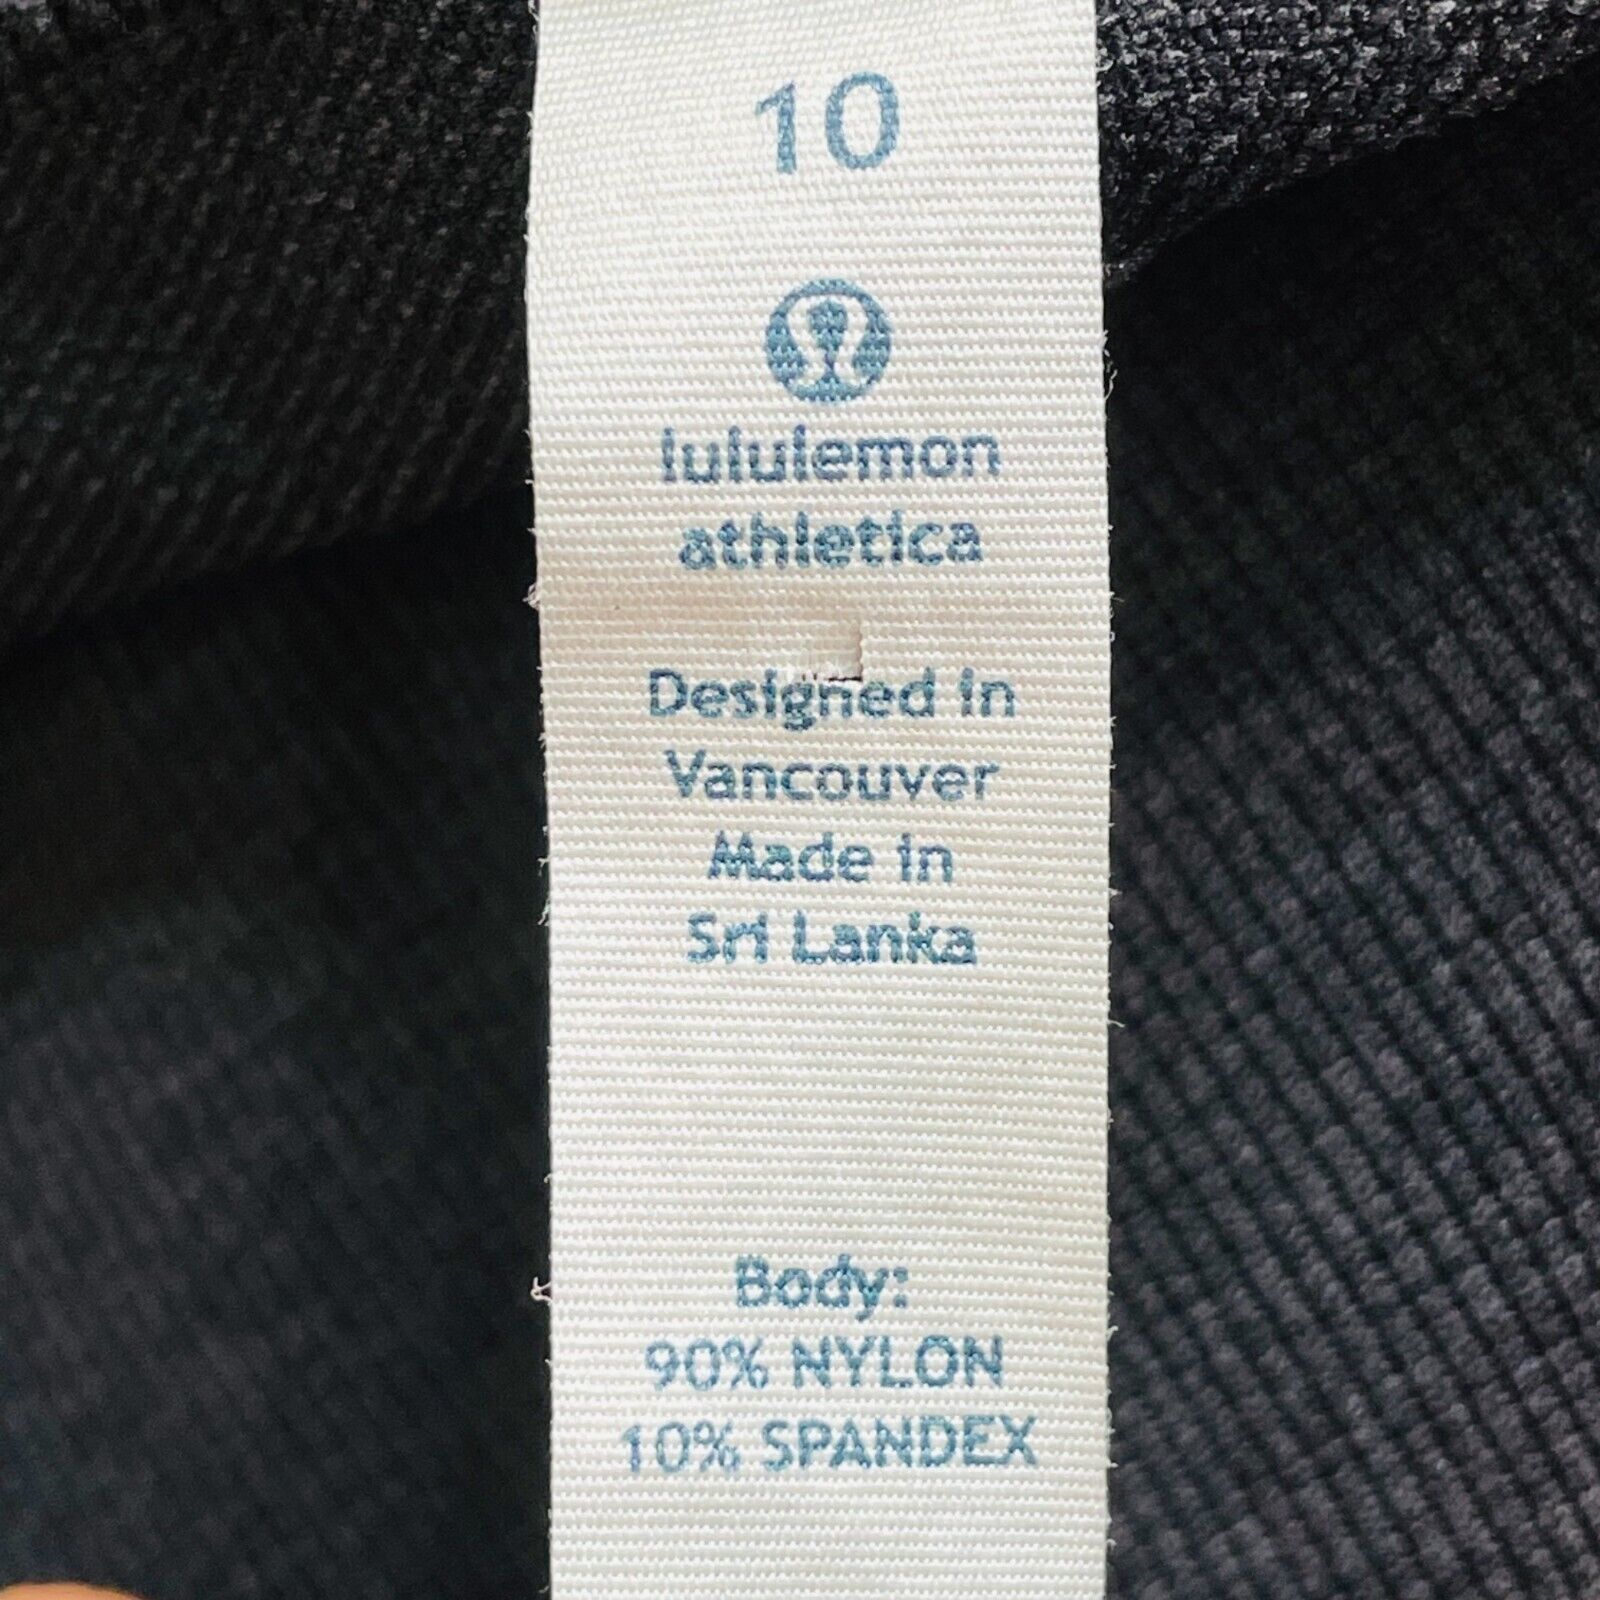 10
lululemon
athletica
Designed in
Vancouver
Made in
Sri Lanka
Body:
90% NYLON
10% SPANDEX